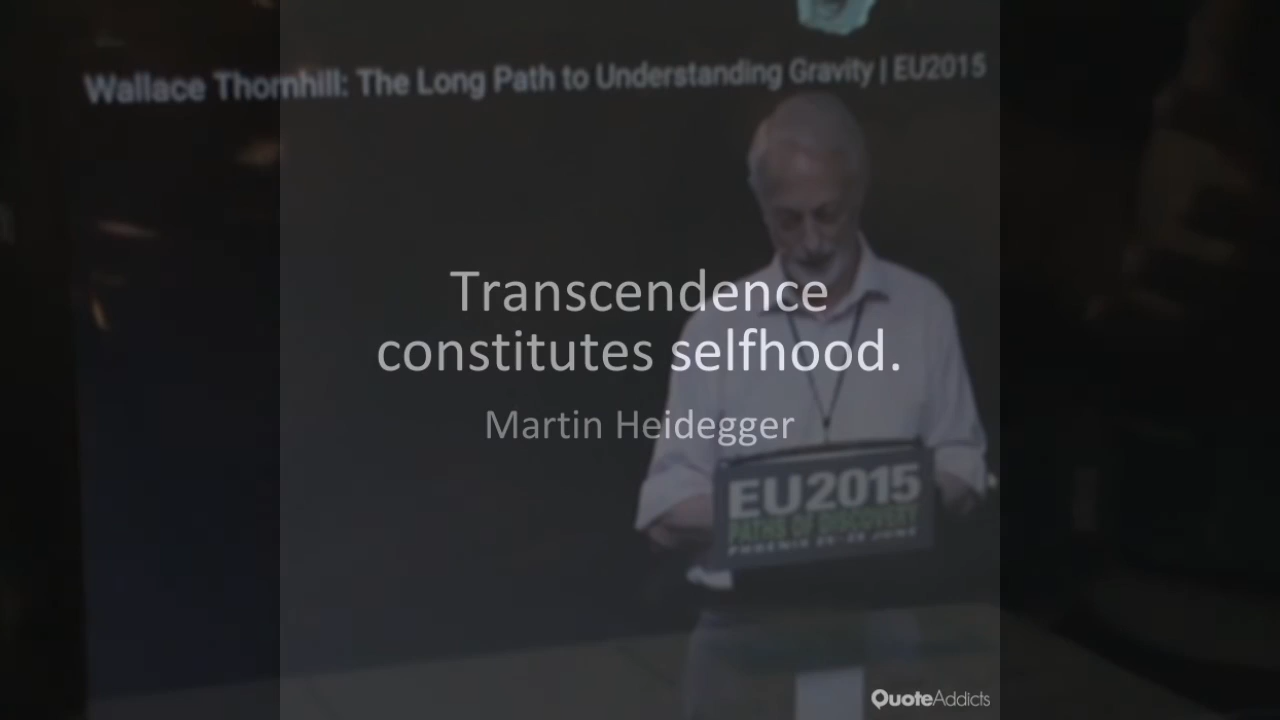 Wallace Thornhill: The Long Path to Understanding Gravity | EU2015
Transcendence
constitutes selfhood.
Martin Heidegger
EU2015
PATHS OF DISCOVERY
QuoteAddicts